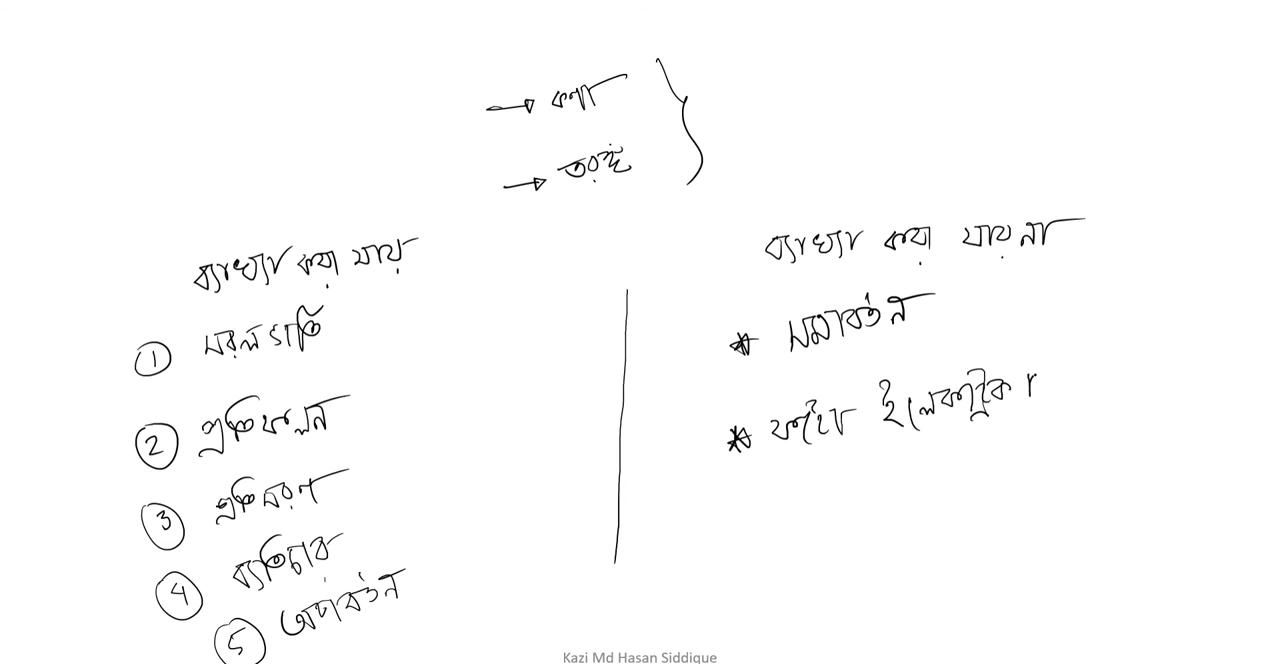 → কণা
→ তরঙ্গ
ব্যাখ্যা করা যায়
① সরলগতি
② প্রতিফলন
③ প্রতিসরণ
④ ব্যতিচার
⑤ অপবর্তন
ব্যাখ্যা করা যায় না
* সমাবর্তন
* ফটো ইলেকট্রিক
Kazi Md Hasan Siddique